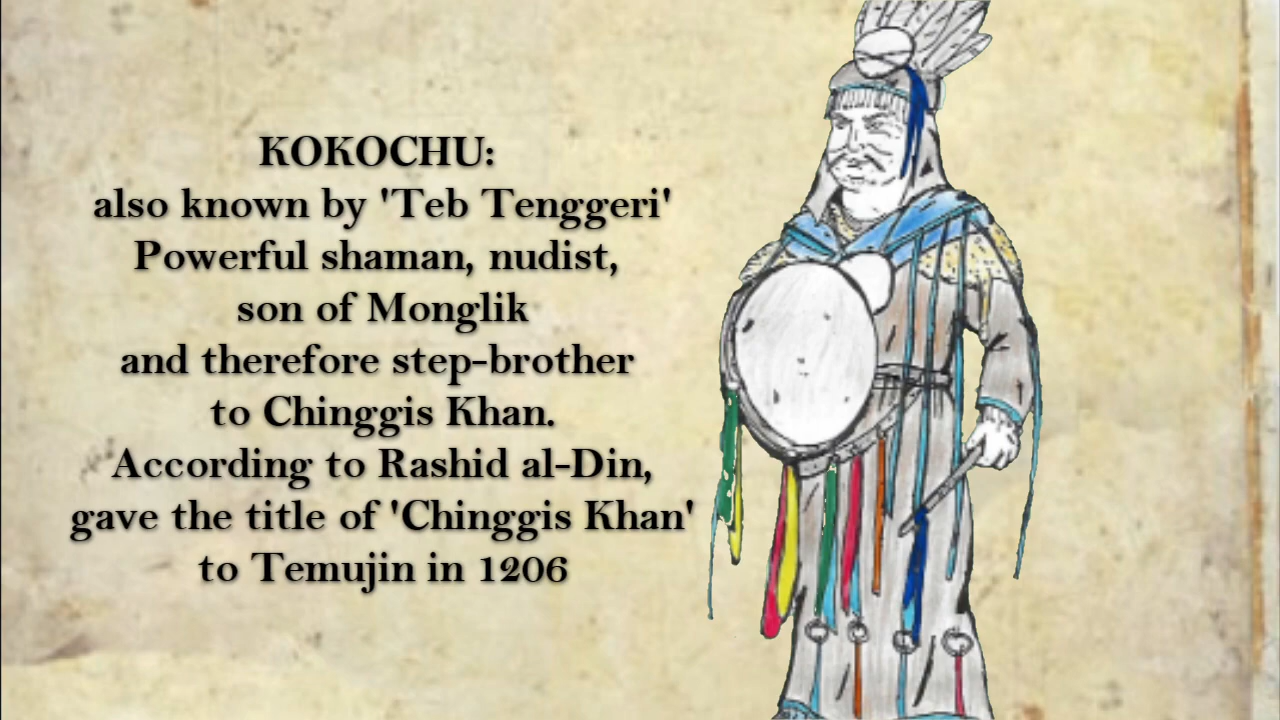 KOKOCHU:
also known by 'Teb Tenggeri'
Powerful shaman, nudist,
son of Monglik
and therefore step-brother
to Chinggis Khan.
According to Rashid al-Din,
gave the title of 'Chinggis Khan'
to Temujin in 1206